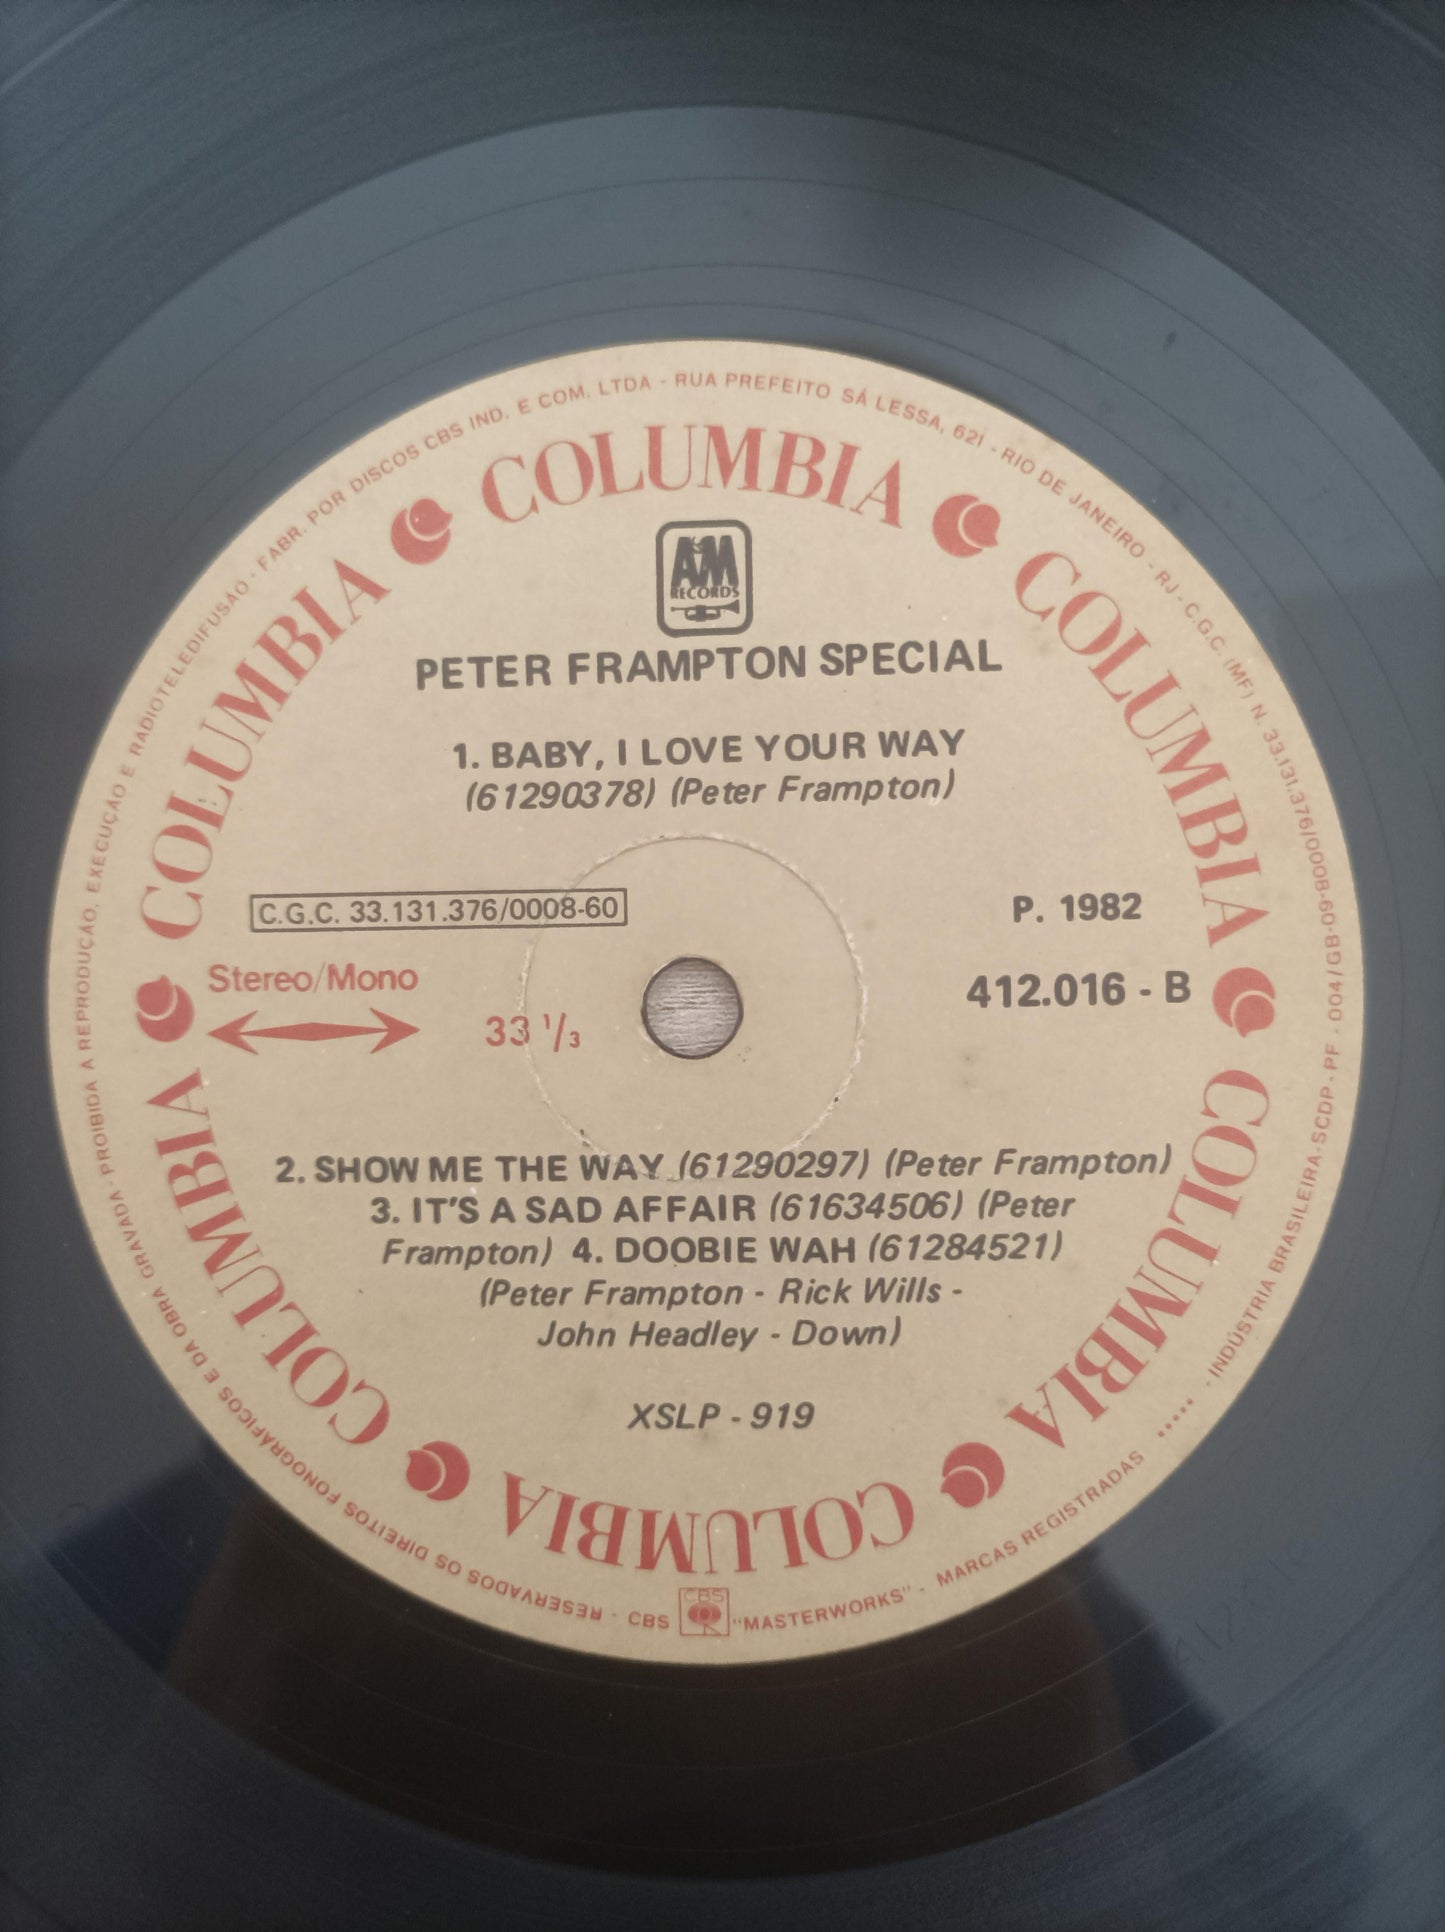 FABR. POR DISCOS CBS IND. E COM. LTDA - RUA PREFEITO SÁ LESSA, 621 - RIO DE JANEIRO - RJ - C.G.C. (MF) N. 33.131.376/0008-60 - SCDP - PF - 004/GB - INDÚSTRIA BRASILEIRA
COLUMBIA
COLUMBIA
COLUMBIA
COLUMBIA
COLUMBIA
COLUMBIA
A&M
RECORDS
PETER FRAMPTON SPECIAL
1. BABY, I LOVE YOUR WAY
(61290378) (Peter Frampton)
C.G.C. 33.131.376/0008-60
P. 1982
Stereo/Mono
412.016 - B
33 1/3
2. SHOW ME THE WAY (61290297) (Peter Frampton)
3. IT'S A SAD AFFAIR (61634506) (Peter
Frampton) 4. DOOBIE WAH (61284521)
(Peter Frampton - Rick Wills -
John Headley - Down)
XSLP - 919
CBS
CBS "MASTERWORKS" - MARCAS REGISTRADAS
RESERVADOS OS DIREITOS FONOGRÁFICOS E DA OBRA GRAVADA - PROIBIDA A REPRODUÇÃO, EXECUÇÃO E RADIOTELEDIFUSÃO